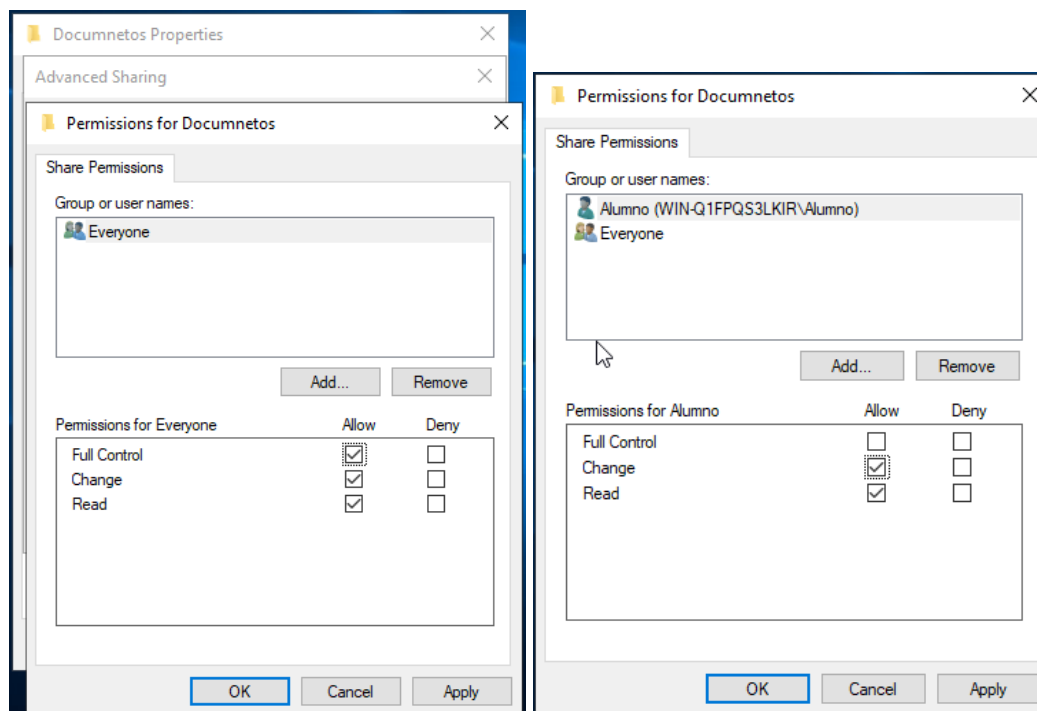 Documnetos Properties
Advanced Sharing
Permissions for Documnetos
Share Permissions
Group or user names:
Everyone
Add...
Remove
Permissions for Everyone
Allow
Deny
Full Control
Change
Read
OK
Cancel
Apply
Permissions for Documnetos
Share Permissions
Group or user names:
Alumno (WIN-Q1FPQS3LKIR\Alumno)
Everyone
Add...
Remove
Permissions for Alumno
Allow
Deny
Full Control
Change
Read
OK
Cancel
Apply